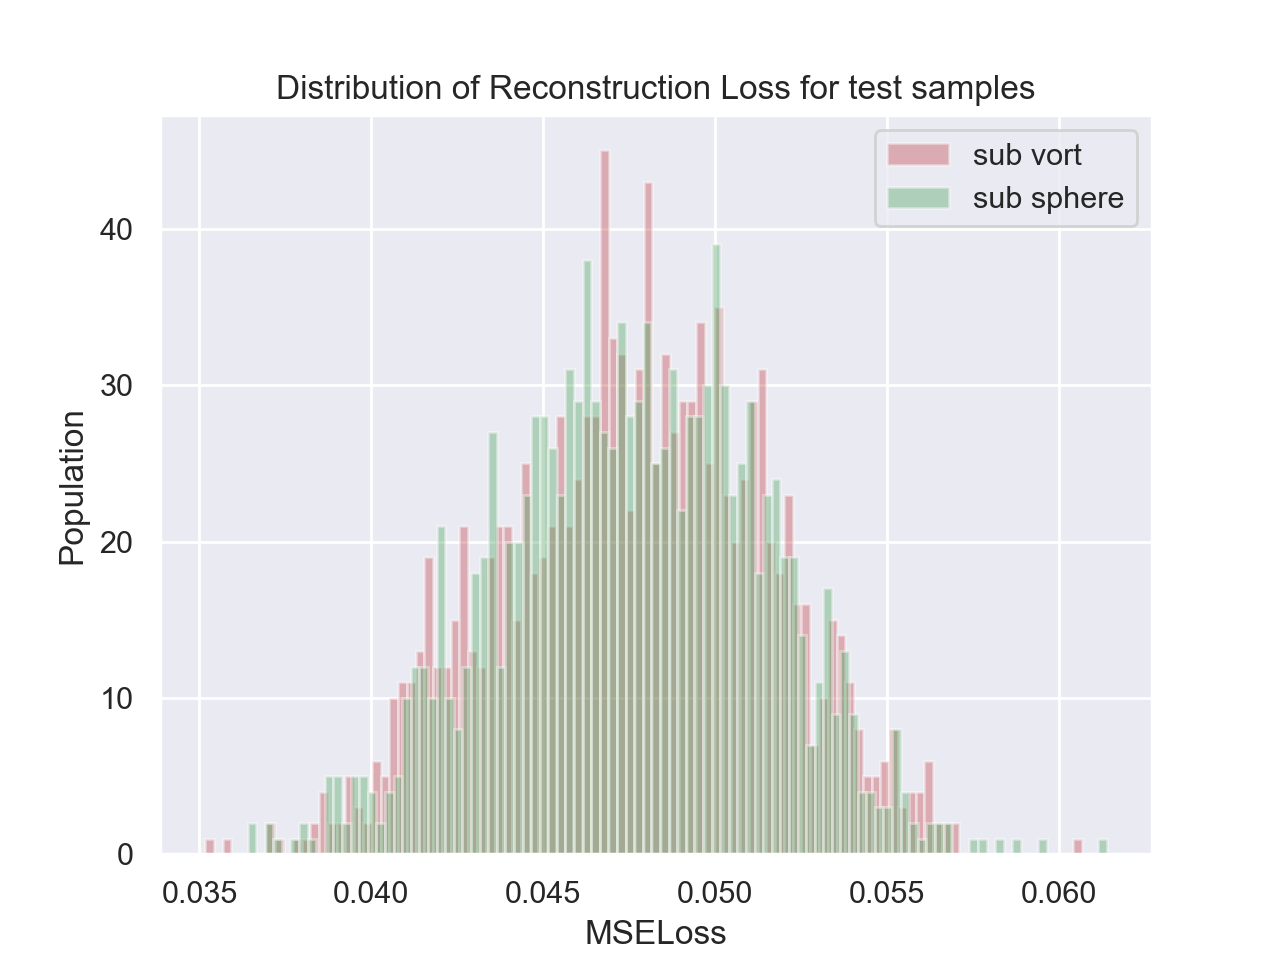 Distribution of Reconstruction Loss for test samples
sub vort
sub sphere
Population
40
30
20
10
0
0.035 0.040 0.045 0.050 0.055 0.060
MSELoss